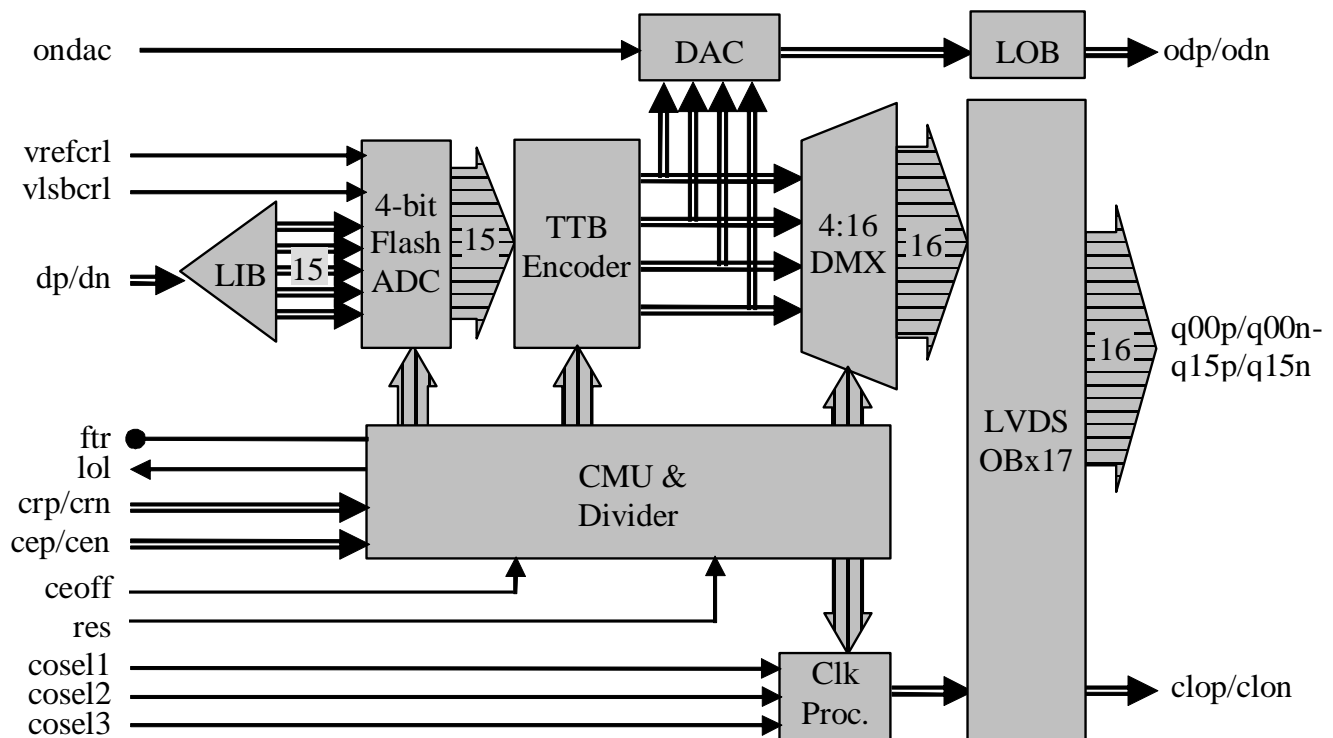 ondac
DAC
LOB
odp/odn
vrefcrl
vlsbcrl
dp/dn
LIB
15
4-bit
Flash
ADC
15
TTB
Encoder
4:16
DMX
16
LVDS
OBx17
16
q00p/q00n-
q15p/q15n
ftr
lol
crp/crn
cep/cen
CMU &
Divider
ceoff
res
cosel1
cosel2
cosel3
Clk
Proc.
clop/clon